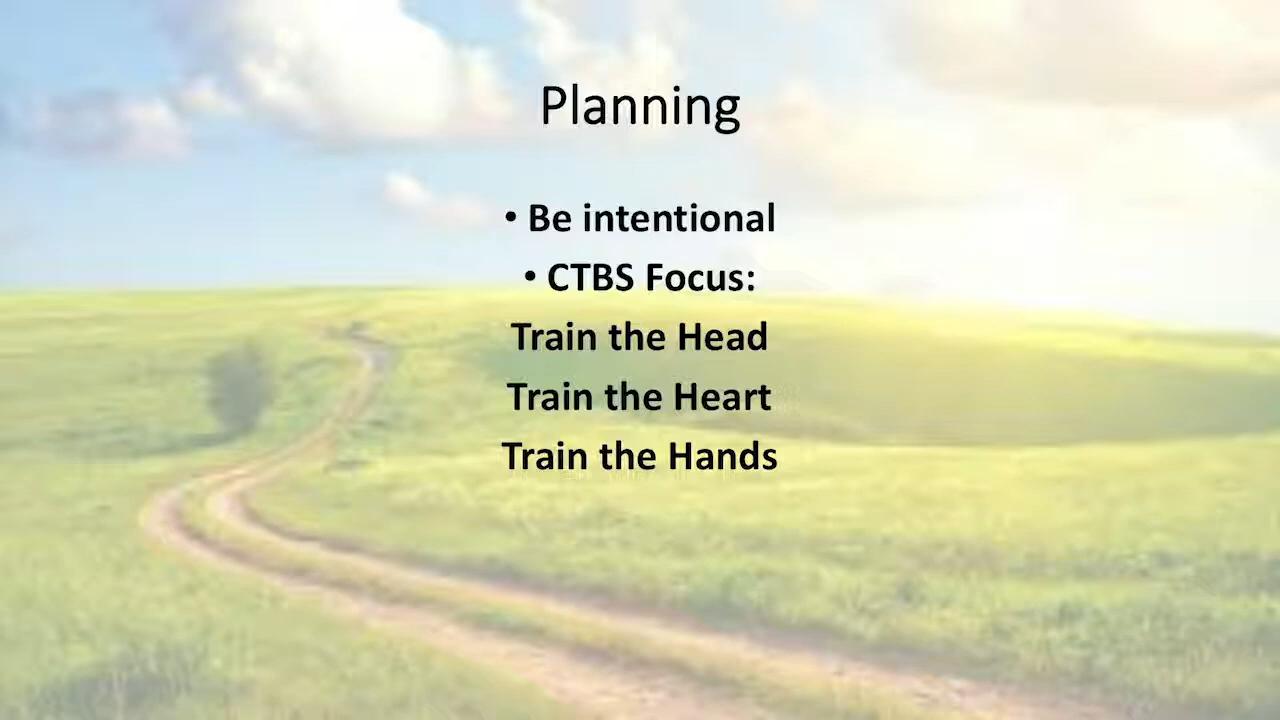 Planning
• Be intentional
• CTBS Focus:
Train the Head
Train the Heart
Train the Hands